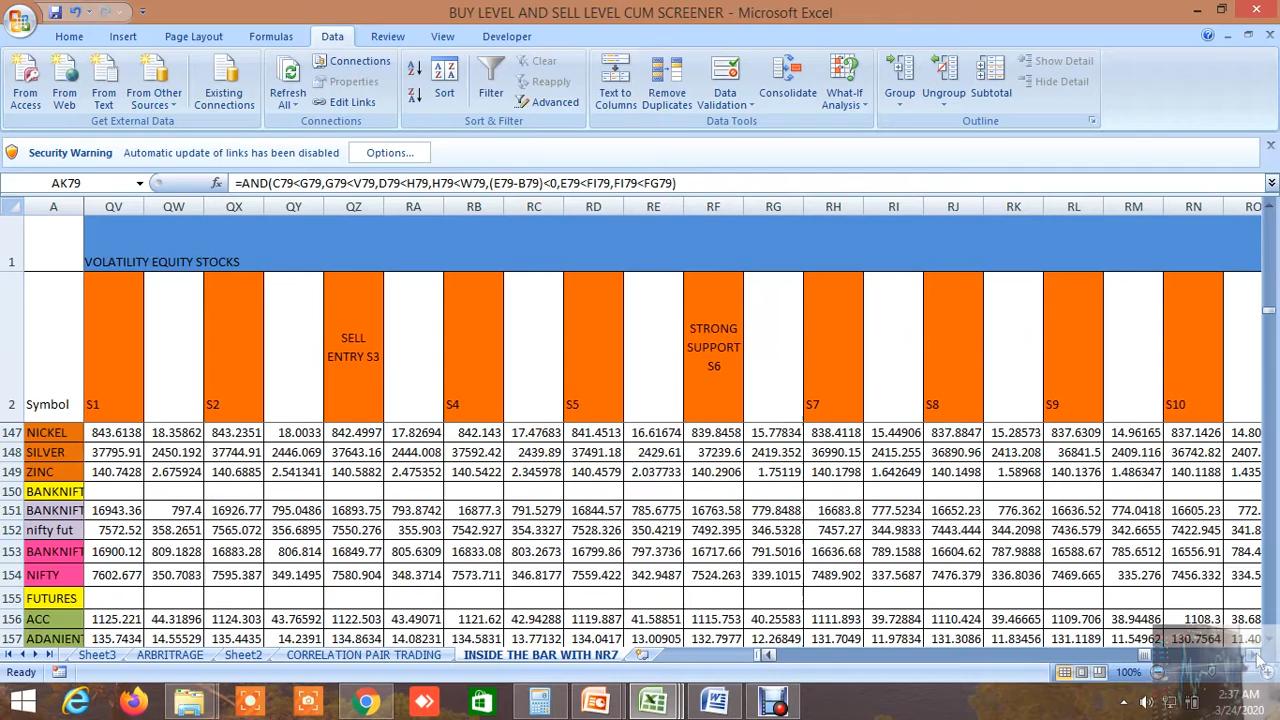 BUY LEVEL AND SELL LEVEL CUM SCREENER - Microsoft Excel
Home Insert Page Layout Formulas Data Review View Developer
From Access From Web From Text From Other Sources Existing Connections
Get External Data
Refresh All Connections Properties Edit Links
Connections
Sort Filter Clear Reapply Advanced
Sort & Filter
Text to Columns Remove Duplicates Data Validation Consolidate What-If Analysis
Data Tools
Group Ungroup Subtotal Show Detail Hide Detail
Outline
Security Warning Automatic update of links has been disabled Options...
AK79 fx =AND(C79<G79,G79<V79,D79<H79,H79<W79,(E79-B79)<0,E79<FI79,FI79<FG79)
A QV QW QX QY QZ RA RB RC RD RE RF RG RH RI RJ RK RL RM RN RO
1 VOLATILITY EQUITY STOCKS
2 Symbol S1 S2 SELL ENTRY S3 S4 S5 STRONG SUPPORT S6 S7 S8 S9 S10
147 NICKEL 843.6138 18.35862 843.2351 18.0033 842.4997 17.82694 842.143 17.47683 841.4513 16.61674 839.8458 15.77834 838.4118 15.44906 837.8847 15.28573 837.6309 14.96165 837.1426 14.80
148 SILVER 37795.91 2450.192 37744.91 2446.069 37643.16 2444.008 37592.42 2439.89 37491.18 2429.61 37239.6 2419.352 36990.15 2415.255 36890.96 2413.208 36841.5 2409.116 36742.82 2407.
149 ZINC 140.7428 2.675924 140.6885 2.541341 140.5882 2.475352 140.5422 2.345978 140.4579 2.037733 140.2906 1.75119 140.1798 1.642649 140.1498 1.58968 140.1376 1.486347 140.1188 1.435
150 BANKNIFT
151 BANKNIFT 16943.36 797.4 16926.77 795.0486 16893.75 793.8742 16877.3 791.5279 16844.57 785.6775 16763.58 779.8488 16683.8 777.5234 16652.23 776.362 16636.52 774.0418 16605.23 772.
152 nifty fut 7572.52 358.2651 7565.072 356.6895 7550.276 355.903 7542.927 354.3327 7528.326 350.4219 7492.395 346.5328 7457.27 344.9833 7443.444 344.2098 7436.579 342.6655 7422.945 341.8
153 BANKNIFT 16900.12 809.1828 16883.28 806.814 16849.77 805.6309 16833.08 803.2673 16799.86 797.3736 16717.66 791.5016 16636.68 789.1588 16604.62 787.9888 16588.67 785.6512 16556.91 784.4
154 NIFTY 7602.677 350.7083 7595.387 349.1495 7580.904 348.3714 7573.711 346.8177 7559.422 342.9487 7524.263 339.1015 7489.902 337.5687 7476.379 336.8036 7469.665 335.276 7456.332 334.5
155 FUTURES
156 ACC 1125.221 44.31896 1124.303 43.76592 1122.503 43.49071 1121.62 42.94288 1119.887 41.58851 1115.753 40.25583 1111.893 39.72884 1110.424 39.46665 1109.706 38.94486 1108.3 38.68
157 ADANIEN 135.7434 14.55529 135.4435 14.2391 134.8634 14.08231 134.5831 13.77132 134.0417 13.00905 132.7977 12.26849 131.7049 11.97834 131.3086 11.83456 131.1189 11.54962 130.7564 11.40
Sheet3 ARBRITRAGE Sheet2 CORRELATION PAIR TRADING INSIDE THE BAR WITH NR7
Ready 100%
2:37 AM
3/24/2020